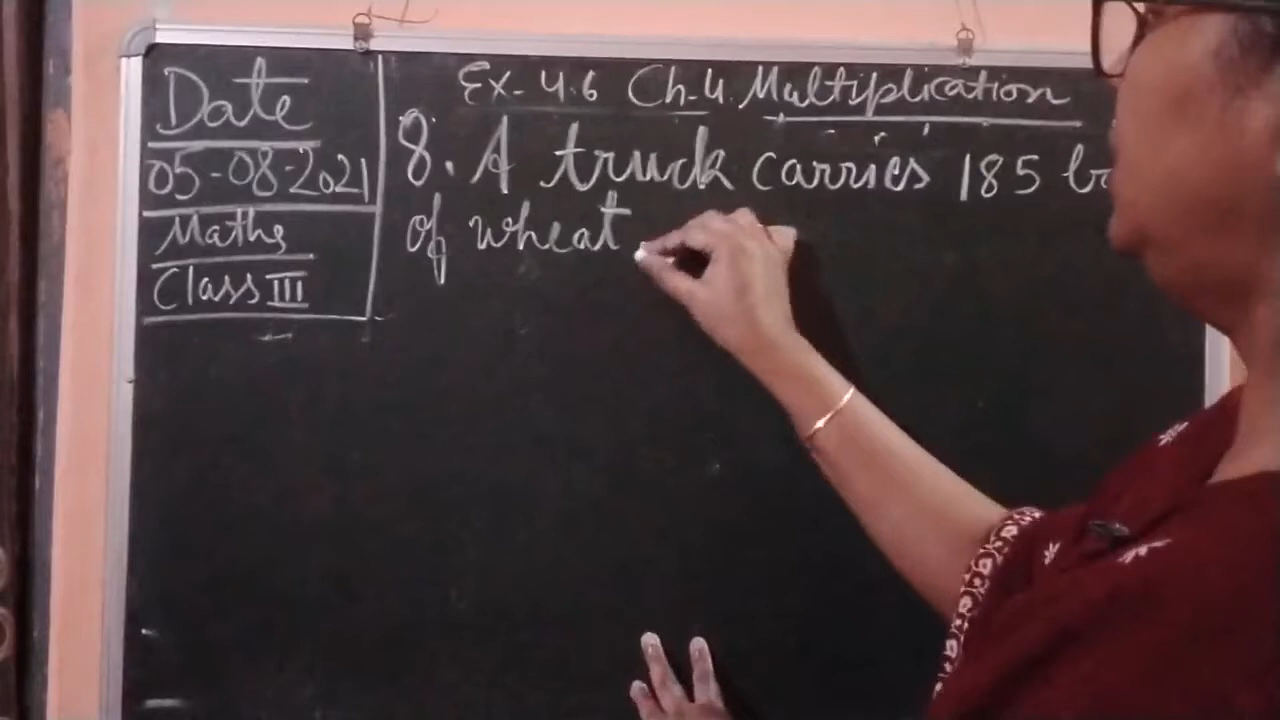 Date
05-08-2021
Maths
Class III
Ex-4.6 Ch-4. Multiplication
8. A truck carries 185
of wheat